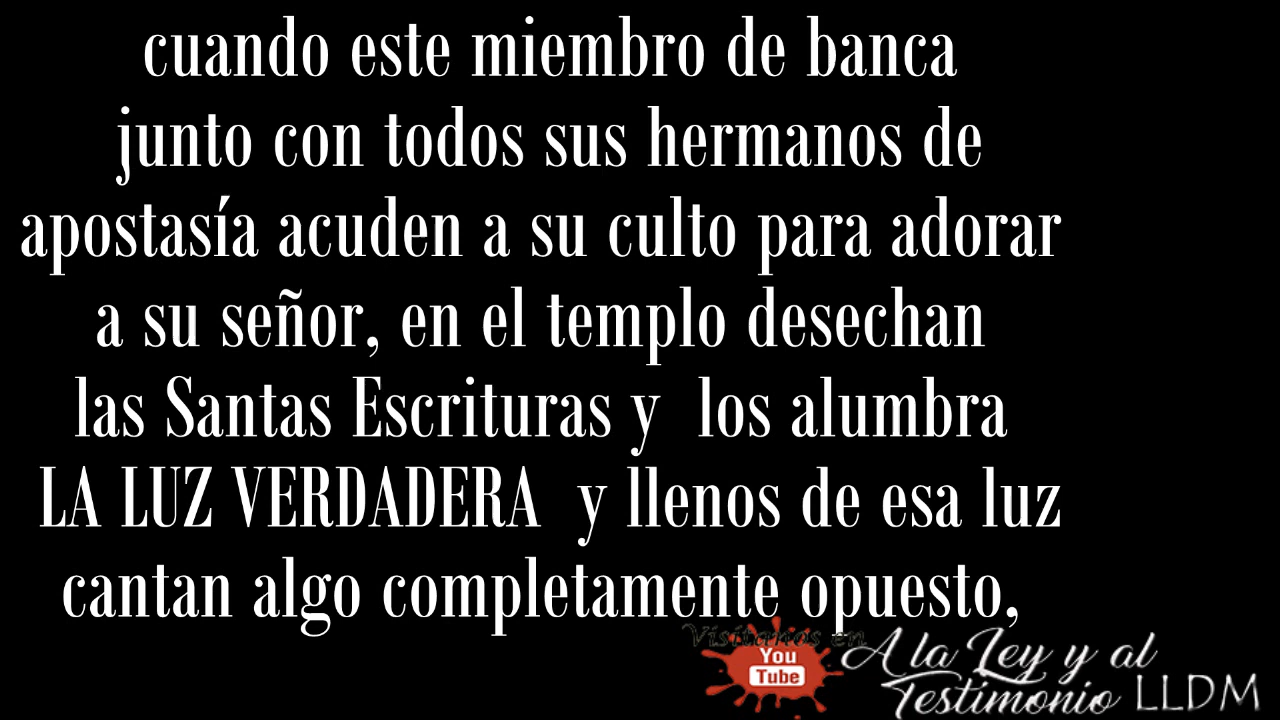 cuando este miembro de banca
junto con todos sus hermanos de
apostasía acuden a su culto para adorar
a su señor, en el templo desechan
las Santas Escrituras y los alumbra
LA LUZ VERDADERA y llenos de esa luz
cantan algo completamente opuesto,
Visítanos en
You
Tube
A la Ley y al
Testimonio LLDM